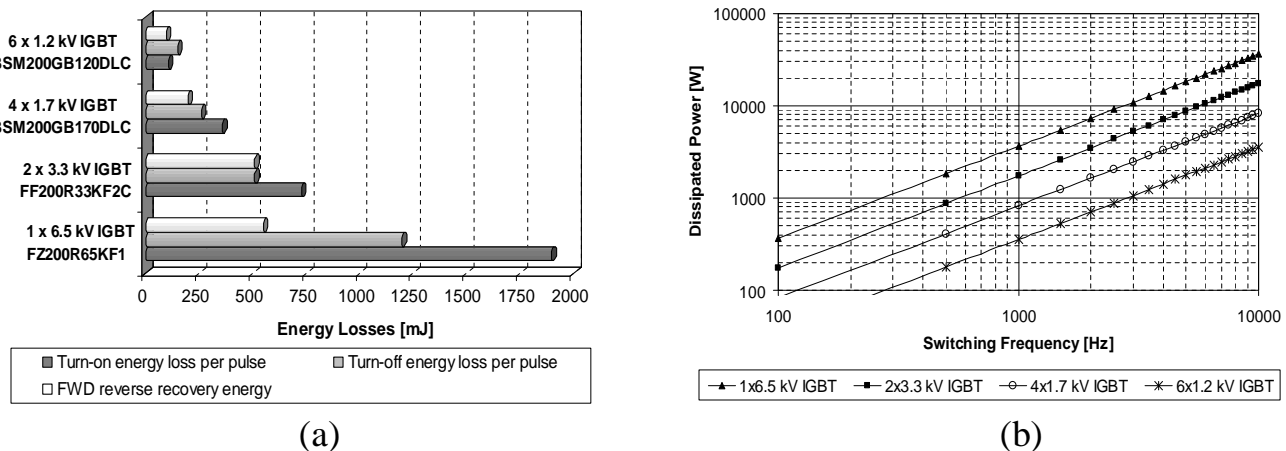 6 x 1.2 kV IGBT
BSM200GB120DLC
4 x 1.7 kV IGBT
BSM200GB170DLC
2 x 3.3 kV IGBT
FF200R33KF2C
1 x 6.5 kV IGBT
FZ200R65KF1
0 250 500 750 1000 1250 1500 1750 2000
Energy Losses [mJ]
Turn-on energy loss per pulse Turn-off energy loss per pulse
FWD reverse recovery energy
(a)
100000
10000
1000
100
Dissipated Power [W]
100 1000 10000
Switching Frequency [Hz]
1x6.5 kV IGBT 2x3.3 kV IGBT 4x1.7 kV IGBT 6x1.2 kV IGBT
(b)